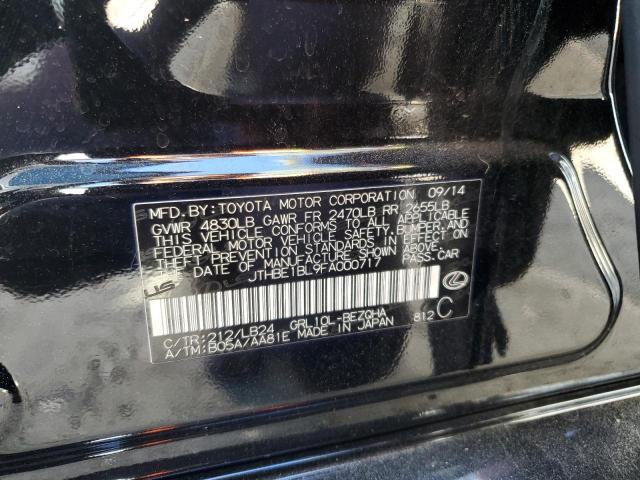 MFD. BY: TOYOTA MOTOR CORPORATION 09/14
GVWR 4830LB GAWR FR 2470LB RR 2455LB
THIS VEHICLE CONFORMS TO ALL APPLICABLE
FEDERAL MOTOR VEHICLE SAFETY, BUMPER, AND
THEFT PREVENTION STANDARDS IN EFFECT ON
THE DATE OF MANUFACTURE SHOWN ABOVE.
JTHBE1BL9FA000717 PASS. CAR
US
C/TR: 212/LB24 GRL10L-BEZQHA 812 C
A/TM: B05A/AA81E MADE IN JAPAN